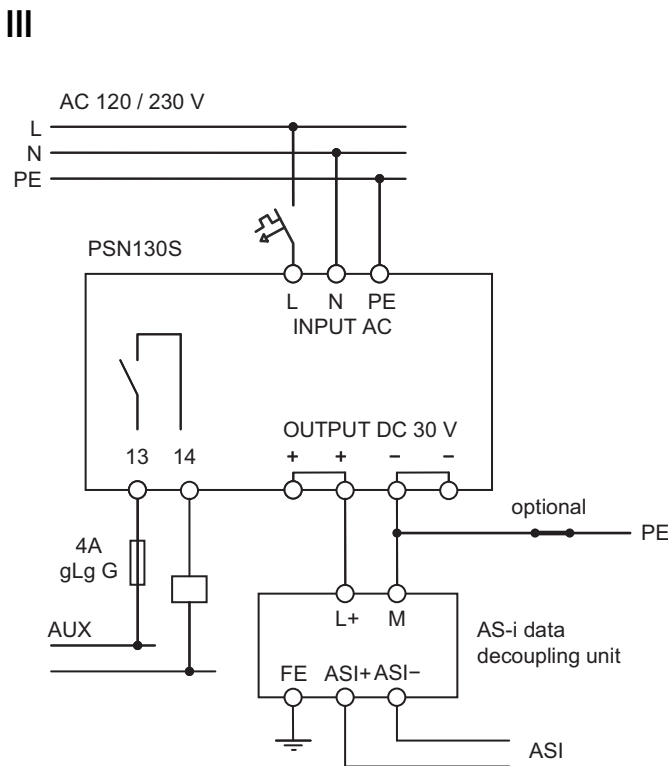 III
AC 120 / 230 V
L
N
PE
PSN130S
L N PE
INPUT AC
OUTPUT DC 30 V
13 14 + + – –
optional
PE
4A
gLg G
L+ M
AUX
AS-i data
decoupling unit
FE ASI+ ASI–
ASI